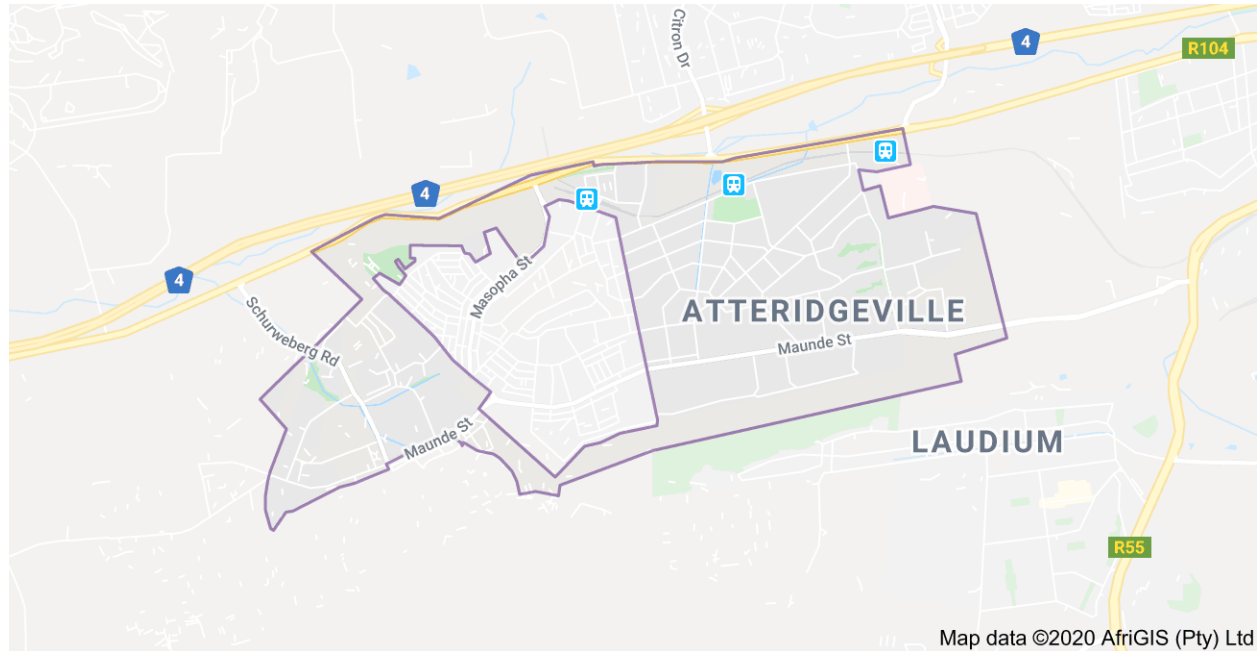 Citron Dr
4
R104
4
4
Masopha St
Schurweberg Rd
ATTERIDGEVILLE
Maunde St
Maunde St
LAUDIUM
R55
Map data ©2020 AfriGIS (Pty) Ltd